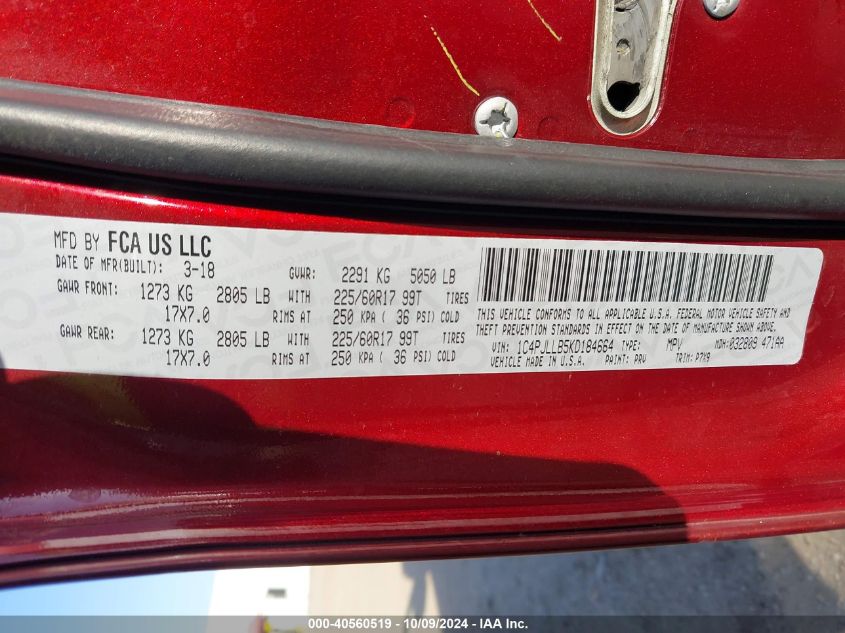 MFD BY FCA US LLC
DATE OF MFR(BUILT): 3-18 GVWR: 2291 KG 5050 LB
GAWR FRONT: 1273 KG 2805 LB WITH 225/60R17 99T TIRES
17X7.0 RIMS AT 250 KPA ( 36 PSI) COLD
GAWR REAR: 1273 KG 2805 LB WITH 225/60R17 99T TIRES
17X7.0 RIMS AT 250 KPA ( 36 PSI) COLD
THIS VEHICLE CONFORMS TO ALL APPLICABLE U.S.A. FEDERAL MOTOR VEHICLE SAFETY AND
THEFT PREVENTION STANDARDS IN EFFECT ON THE DATE OF MANUFACTURE SHOWN ABOVE.
VIN: 1C4PJLLB5KD184664 TYPE: MPV MDH:032809 471AA
VEHICLE MADE IN U.S.A. PAINT: PRV TRIM: P7X9
000-40560519 - 10/09/2024 - © IAA, Inc.